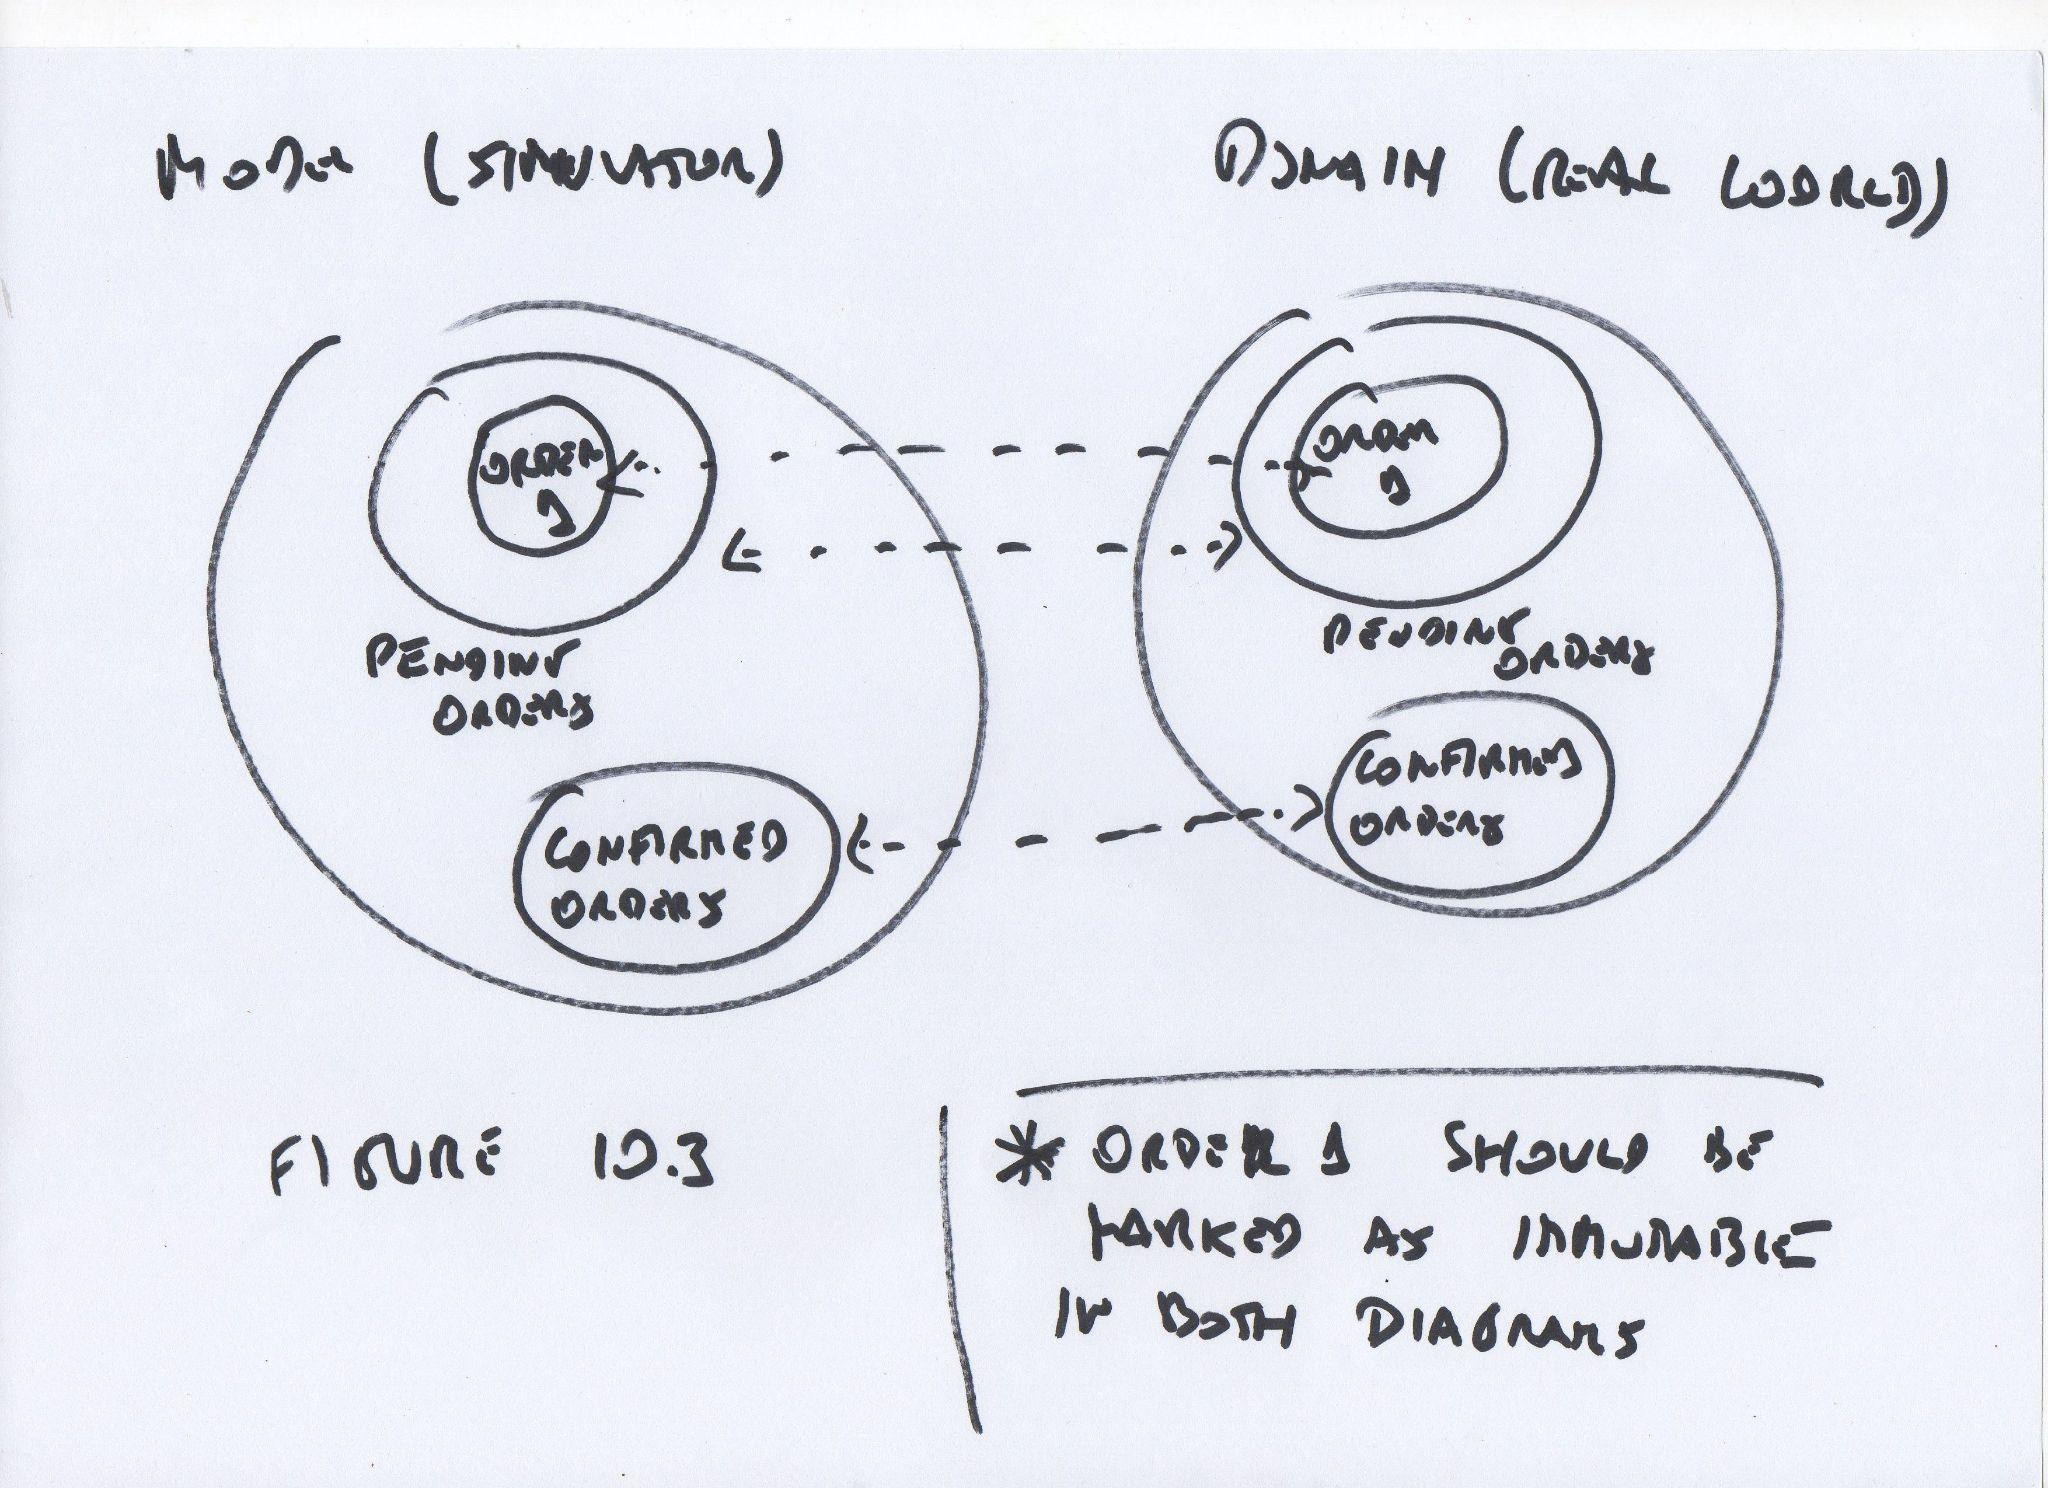 MODEL (SIMULATOR)
DOMAIN (REAL WORLD)
ORDER
1
PENDING
ORDERS
CONFIRMED
ORDERS
ORDER
1
PENDING
ORDERS
CONFIRMED
ORDERS
FIGURE 10.3
* ORDER 1 SHOULD BE
MARKED AS IMMUTABLE
IN BOTH DIAGRAMS